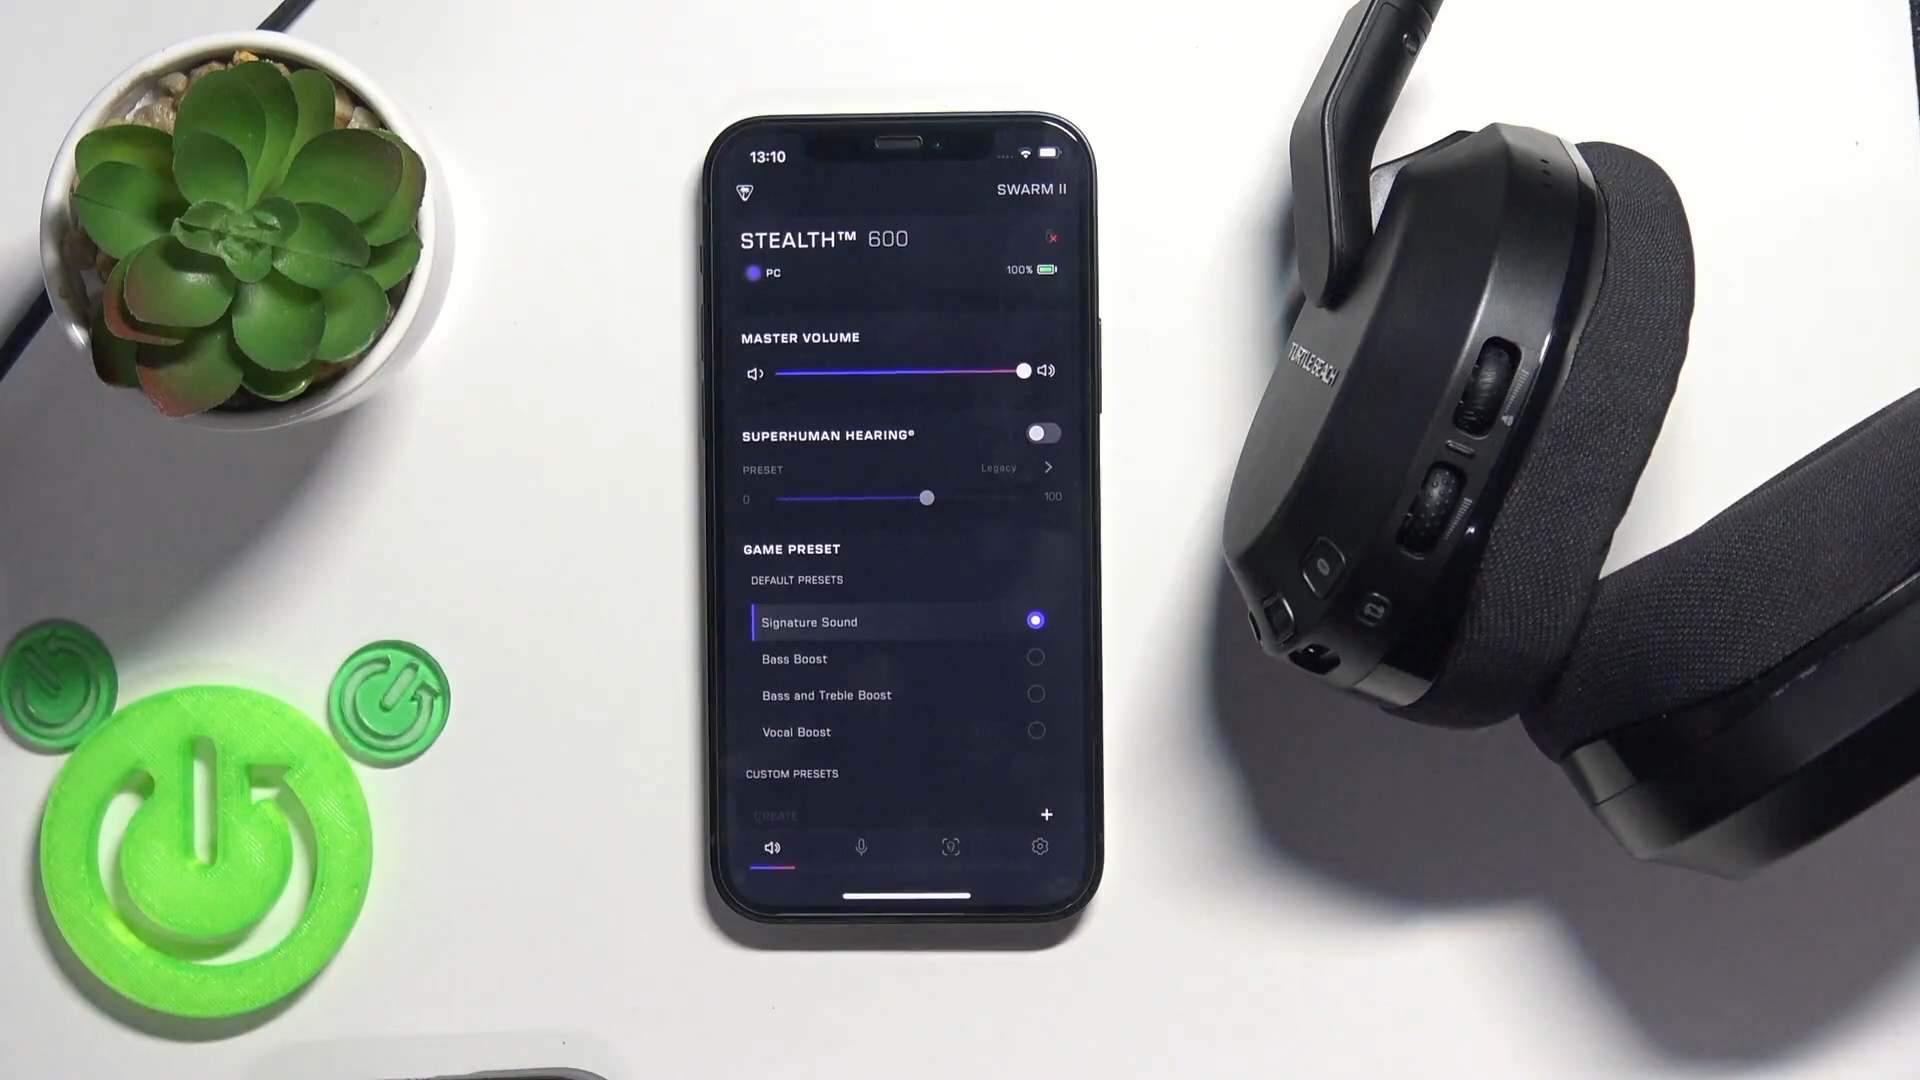 13:10
SWARM II
STEALTH™ 600
PC
100%
MASTER VOLUME
SUPERHUMAN HEARING®
PRESET
Legacy
0
100
GAME PRESET
DEFAULT PRESETS
Signature Sound
Bass Boost
Bass and Treble Boost
Vocal Boost
CUSTOM PRESETS
CREATE
TURTLE BEACH